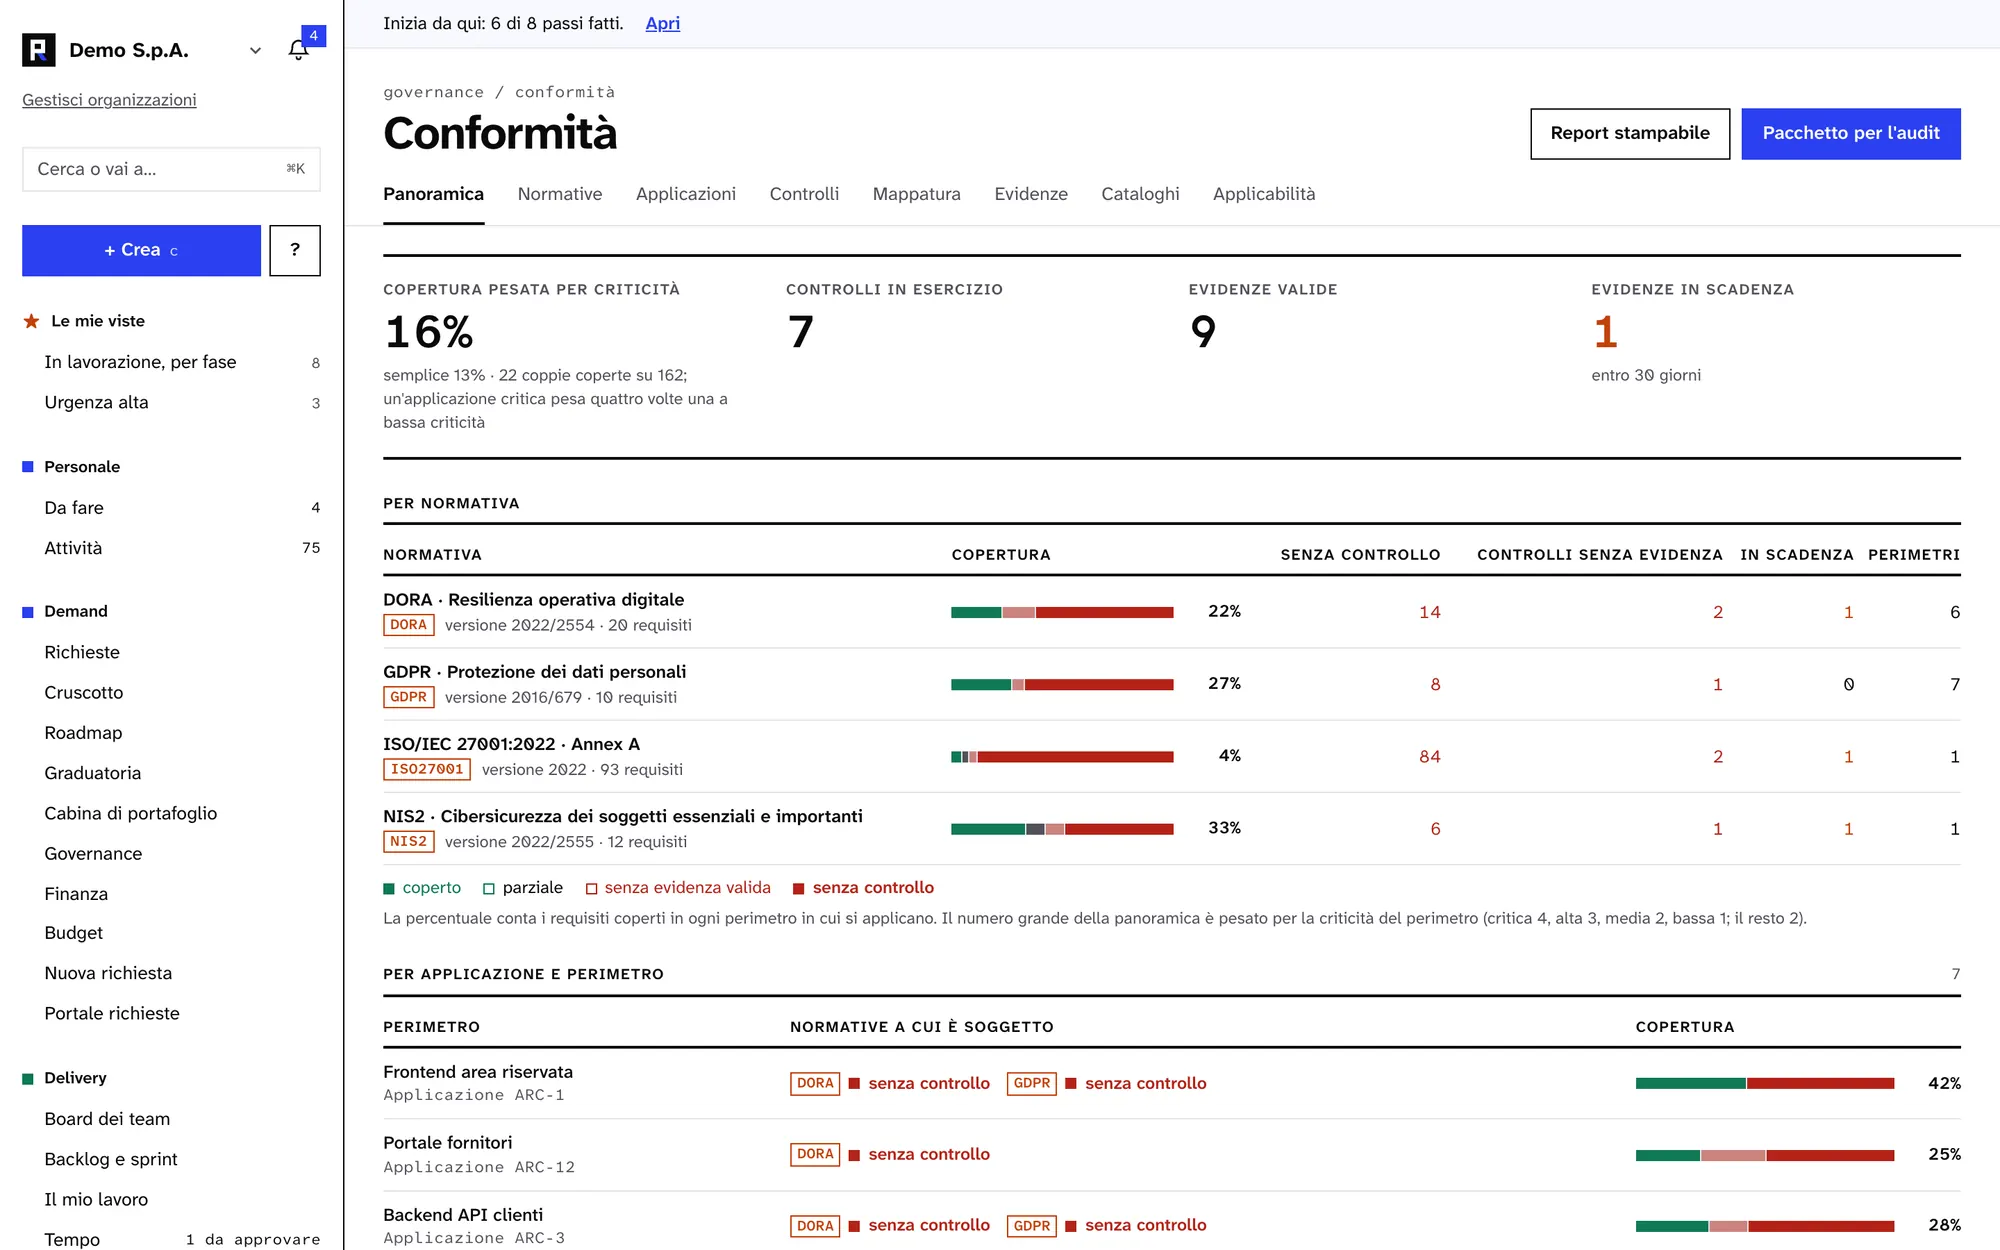 Demo S.p.A.
4
Gestisci organizzazioni
Cerca o vai a...
⌘K
+ Crea c
?
Le mie viste
In lavorazione, per fase 8
Urgenza alta 3
Personale
Da fare 4
Attività 75
Demand
Richieste
Cruscotto
Roadmap
Graduatoria
Cabina di portafoglio
Governance
Finanza
Budget
Nuova richiesta
Portale richieste
Delivery
Board dei team
Backlog e sprint
Il mio lavoro
Tempo 1 da approvare
Inizia da qui: 6 di 8 passi fatti. Apri
governance / conformità
Conformità
Report stampabile
Pacchetto per l'audit
Panoramica Normative Applicazioni Controlli Mappatura Evidenze Cataloghi Applicabilità
COPERTURA PESATA PER CRITICITÀ
16%
semplice 13% · 22 coppie coperte su 162;
un'applicazione critica pesa quattro volte una a
bassa criticità
CONTROLLI IN ESERCIZIO
7
EVIDENZE VALIDE
9
EVIDENZE IN SCADENZA
1
entro 30 giorni
PER NORMATIVA
NORMATIVA COPERTURA SENZA CONTROLLO CONTROLLI SENZA EVIDENZA IN SCADENZA PERIMETRI
DORA · Resilienza operativa digitale
DORA versione 2022/2554 · 20 requisiti
22% 14 2 1 6
GDPR · Protezione dei dati personali
GDPR versione 2016/679 · 10 requisiti
27% 8 1 0 7
ISO/IEC 27001:2022 · Annex A
ISO27001 versione 2022 · 93 requisiti
4% 84 2 1 1
NIS2 · Cibersicurezza dei soggetti essenziali e importanti
NIS2 versione 2022/2555 · 12 requisiti
33% 6 1 1 1
coperto parziale senza evidenza valida senza controllo
La percentuale conta i requisiti coperti in ogni perimetro in cui si applicano. Il numero grande della panoramica è pesato per la criticità del perimetro (critica 4, alta 3, media 2, bassa 1; il resto 2).
PER APPLICAZIONE E PERIMETRO 7
PERIMETRO NORMATIVE A CUI È SOGGETTO COPERTURA
Frontend area riservata
Applicazione ARC-1
DORA senza controllo GDPR senza controllo 42%
Portale fornitori
Applicazione ARC-12
DORA senza controllo 25%
Backend API clienti
Applicazione ARC-3
DORA senza controllo GDPR senza controllo 28%